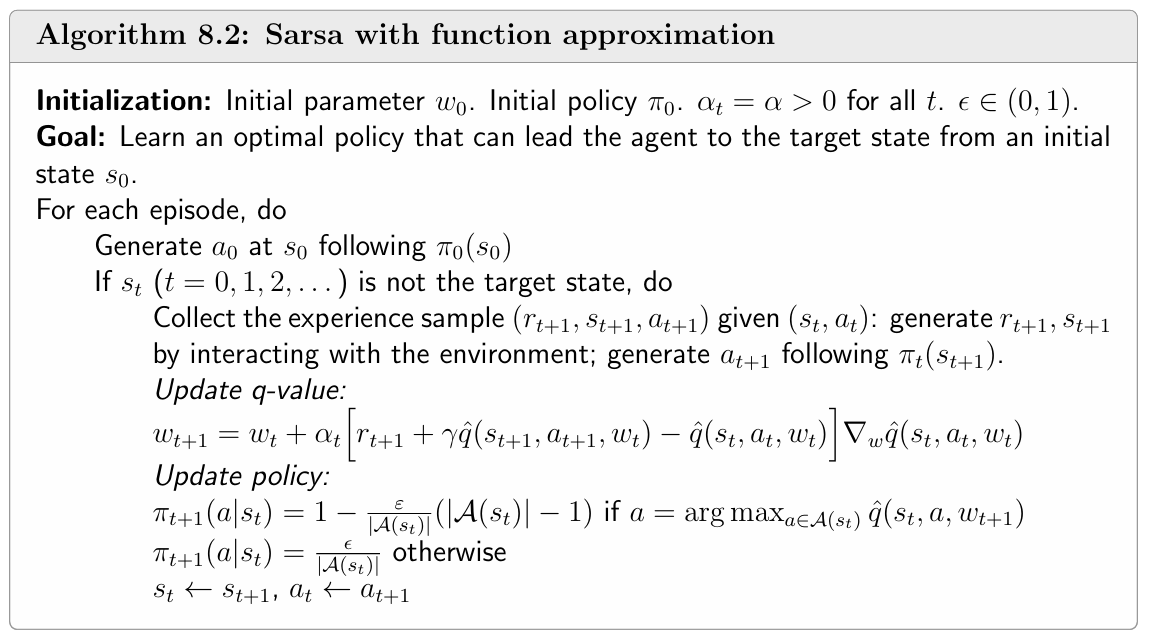 Algorithm 8.2: Sarsa with function approximation
Initialization: Initial parameter $w_0$. Initial policy $\pi_0$. $\alpha_t = \alpha > 0$ for all $t$. $\epsilon \in (0, 1)$.
Goal: Learn an optimal policy that can lead the agent to the target state from an initial
state $s_0$.
For each episode, do
Generate $a_0$ at $s_0$ following $\pi_0(s_0)$
If $s_t$ ($t = 0, 1, 2, \ldots$) is not the target state, do
Collect the experience sample $(r_{t+1}, s_{t+1}, a_{t+1})$ given $(s_t, a_t)$: generate $r_{t+1}, s_{t+1}$
by interacting with the environment; generate $a_{t+1}$ following $\pi_t(s_{t+1})$.
Update q-value:
$w_{t+1} = w_t + \alpha_t \Big[ r_{t+1} + \gamma \hat{q}(s_{t+1}, a_{t+1}, w_t) - \hat{q}(s_t, a_t, w_t) \Big] \nabla_w \hat{q}(s_t, a_t, w_t)$
Update policy:
$\pi_{t+1}(a|s_t) = 1 - \frac{\varepsilon}{|\mathcal{A}(s_t)|}(|\mathcal{A}(s_t)| - 1)$ if $a = \arg\max_{a \in \mathcal{A}(s_t)} \hat{q}(s_t, a, w_{t+1})$
$\pi_{t+1}(a|s_t) = \frac{\epsilon}{|\mathcal{A}(s_t)|}$ otherwise
$s_t \leftarrow s_{t+1}$, $a_t \leftarrow a_{t+1}$